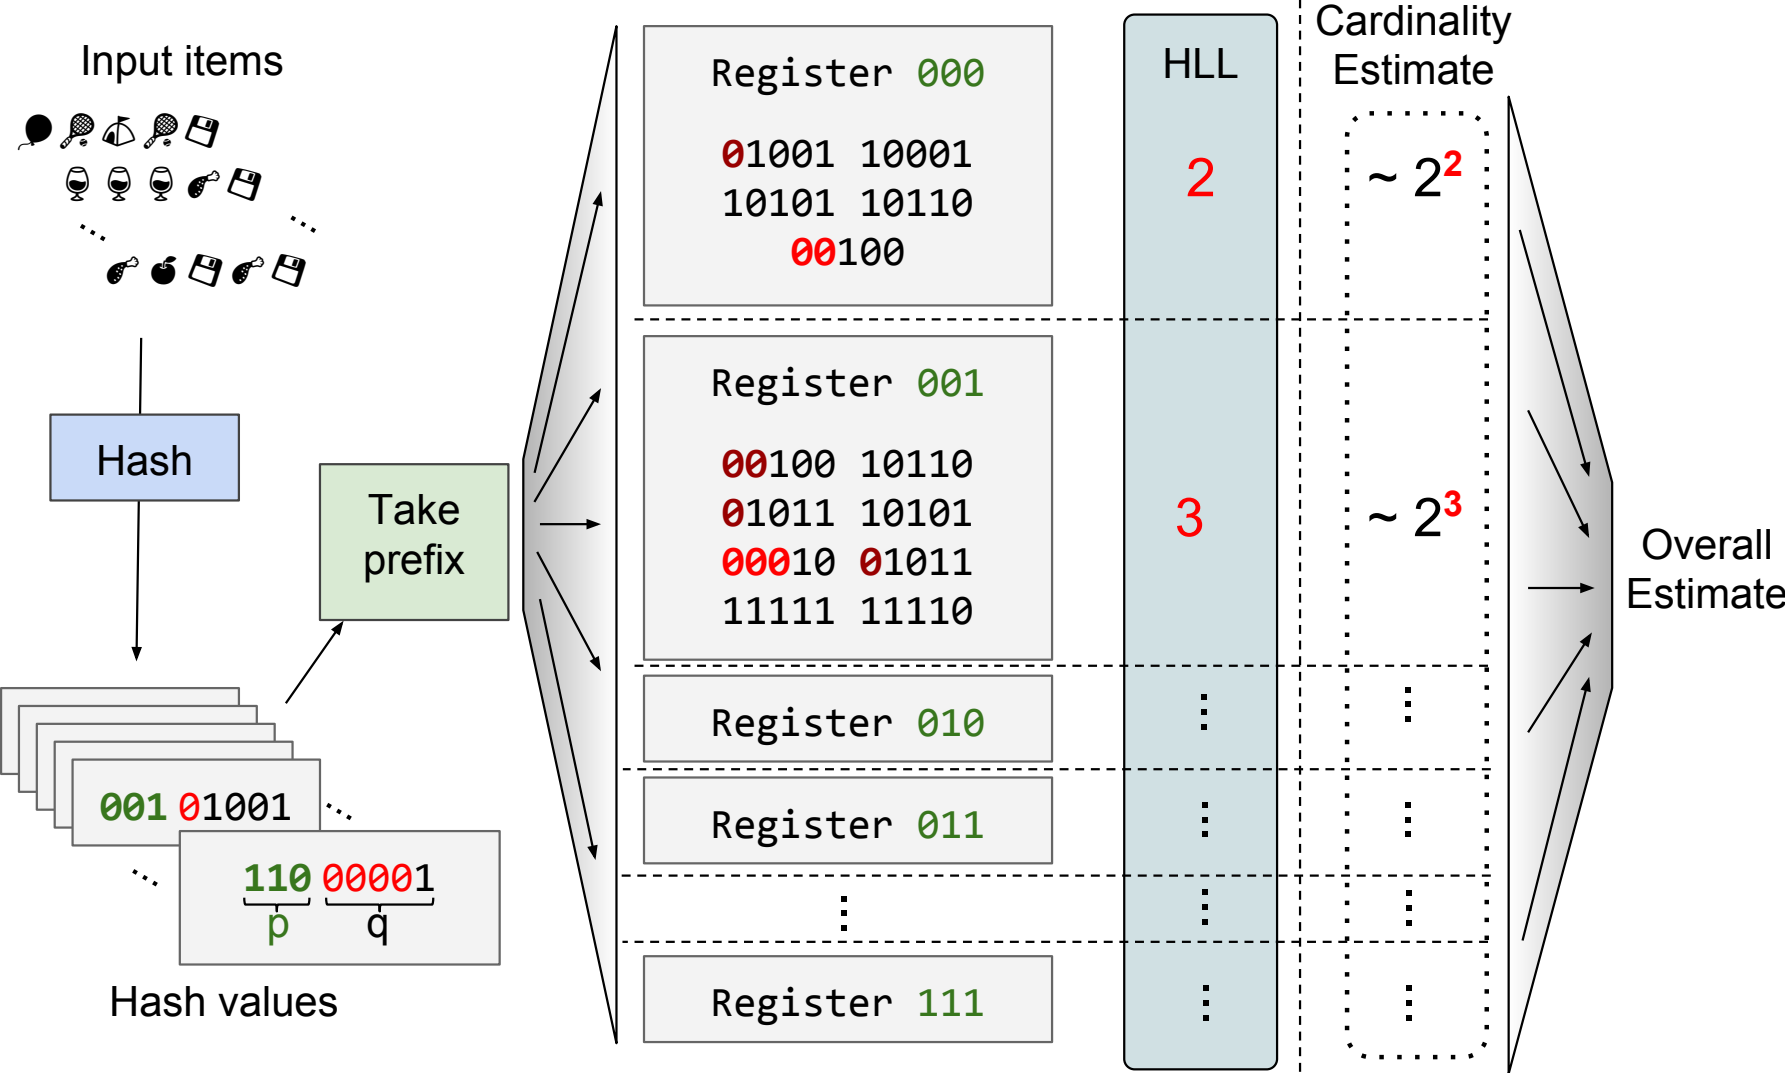 Input items
Hash
Take
prefix
001 01001
110 00001
p q
Hash values
Register 000
01001 10001
10101 10110
00100
Register 001
00100 10110
01011 10101
00010 01011
11111 11110
Register 010
Register 011
Register 111
HLL
2
3
Cardinality
Estimate
~ 2²
~ 2³
Overall
Estimate